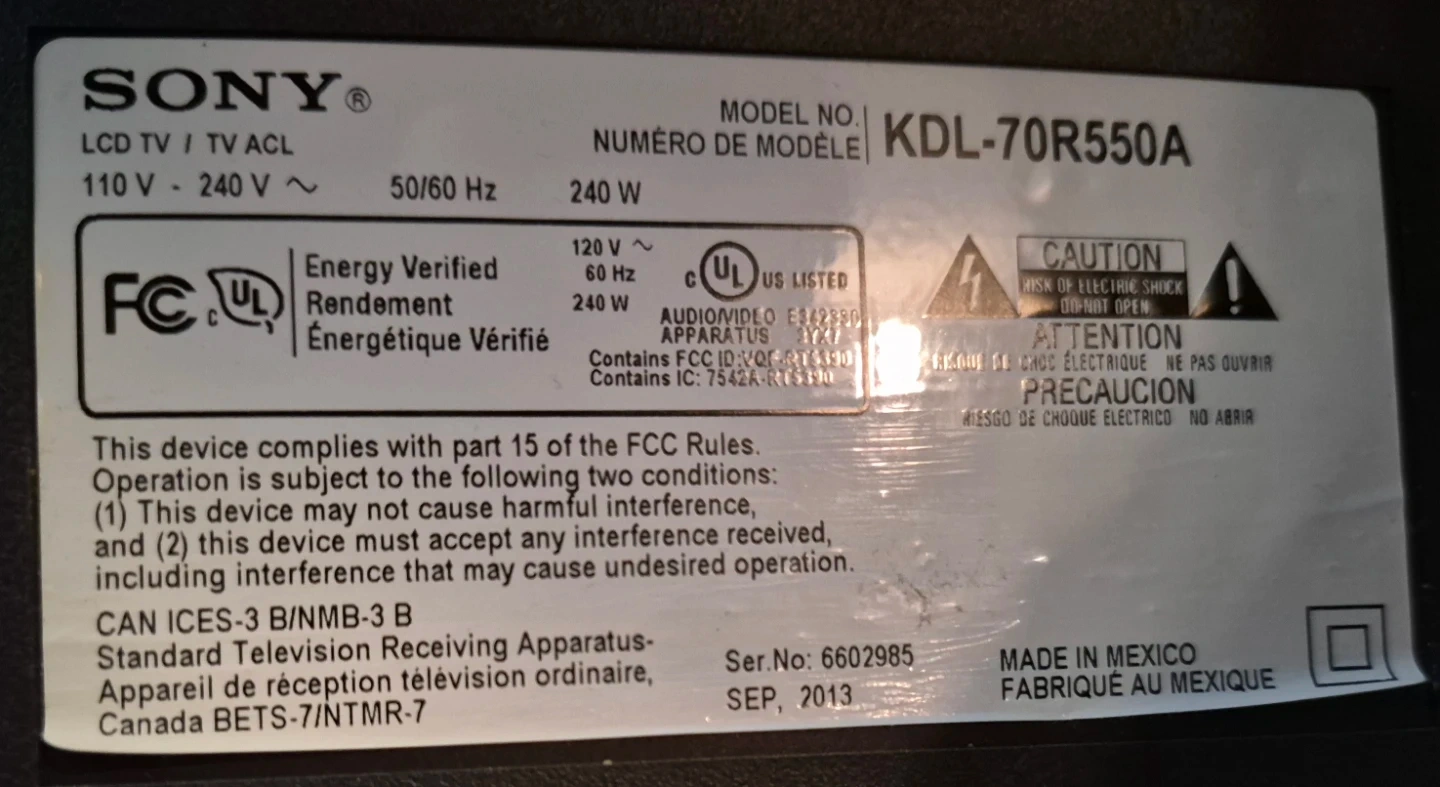 SONY®
LCD TV / TV ACL
MODEL NO.
NUMÉRO DE MODÈLE
KDL-70R550A
110 V - 240 V ~ 50/60 Hz 240 W
FC
c UL
Energy Verified
Rendement
Énergétique Vérifié
120 V ~
60 Hz
240 W
c UL US LISTED
AUDIO/VIDEO
APPARATUS
Contains FCC ID:
Contains IC: 7542A-
CAUTION
RISK OF ELECTRIC SHOCK
DO NOT OPEN
ATTENTION
RISQUE DE CHOC ÉLECTRIQUE NE PAS OUVRIR
PRECAUCION
RIESGO DE CHOQUE ELECTRICO NO ABRIR
This device complies with part 15 of the FCC Rules.
Operation is subject to the following two conditions:
(1) This device may not cause harmful interference,
and (2) this device must accept any interference received,
including interference that may cause undesired operation.
CAN ICES-3 B/NMB-3 B
Standard Television Receiving Apparatus-
Appareil de réception télévision ordinaire,
Canada BETS-7/NTMR-7
Ser.No: 6602985
SEP, 2013
MADE IN MEXICO
FABRIQUÉ AU MEXIQUE